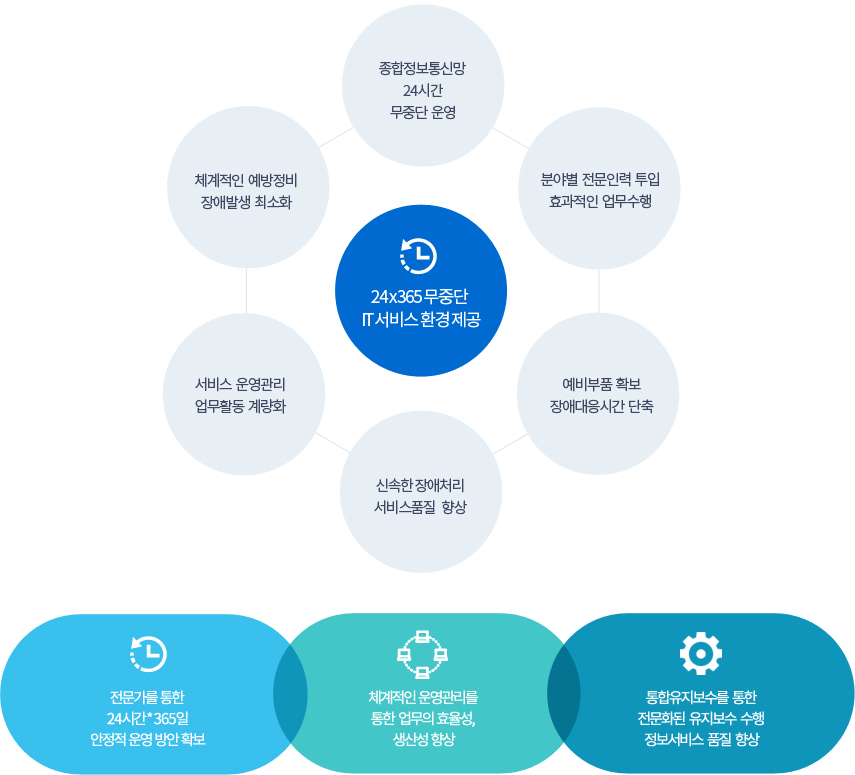 종합정보통신망
24시간
무중단 운영
체계적인 예방정비
장애발생 최소화
분야별 전문인력 투입
효과적인 업무수행
24x365 무중단
IT서비스 환경 제공
서비스 운영관리
업무활동 계량화
예비부품 확보
장애대응시간 단축
신속한 장애처리
서비스품질 향상
전문가를 통한
24시간*365일
안정적 운영 방안 확보
체계적인 운영관리를
통한 업무의 효율성,
생산성 향상
통합유지보수를 통한
전문화된 유지보수 수행
정보서비스 품질 향상